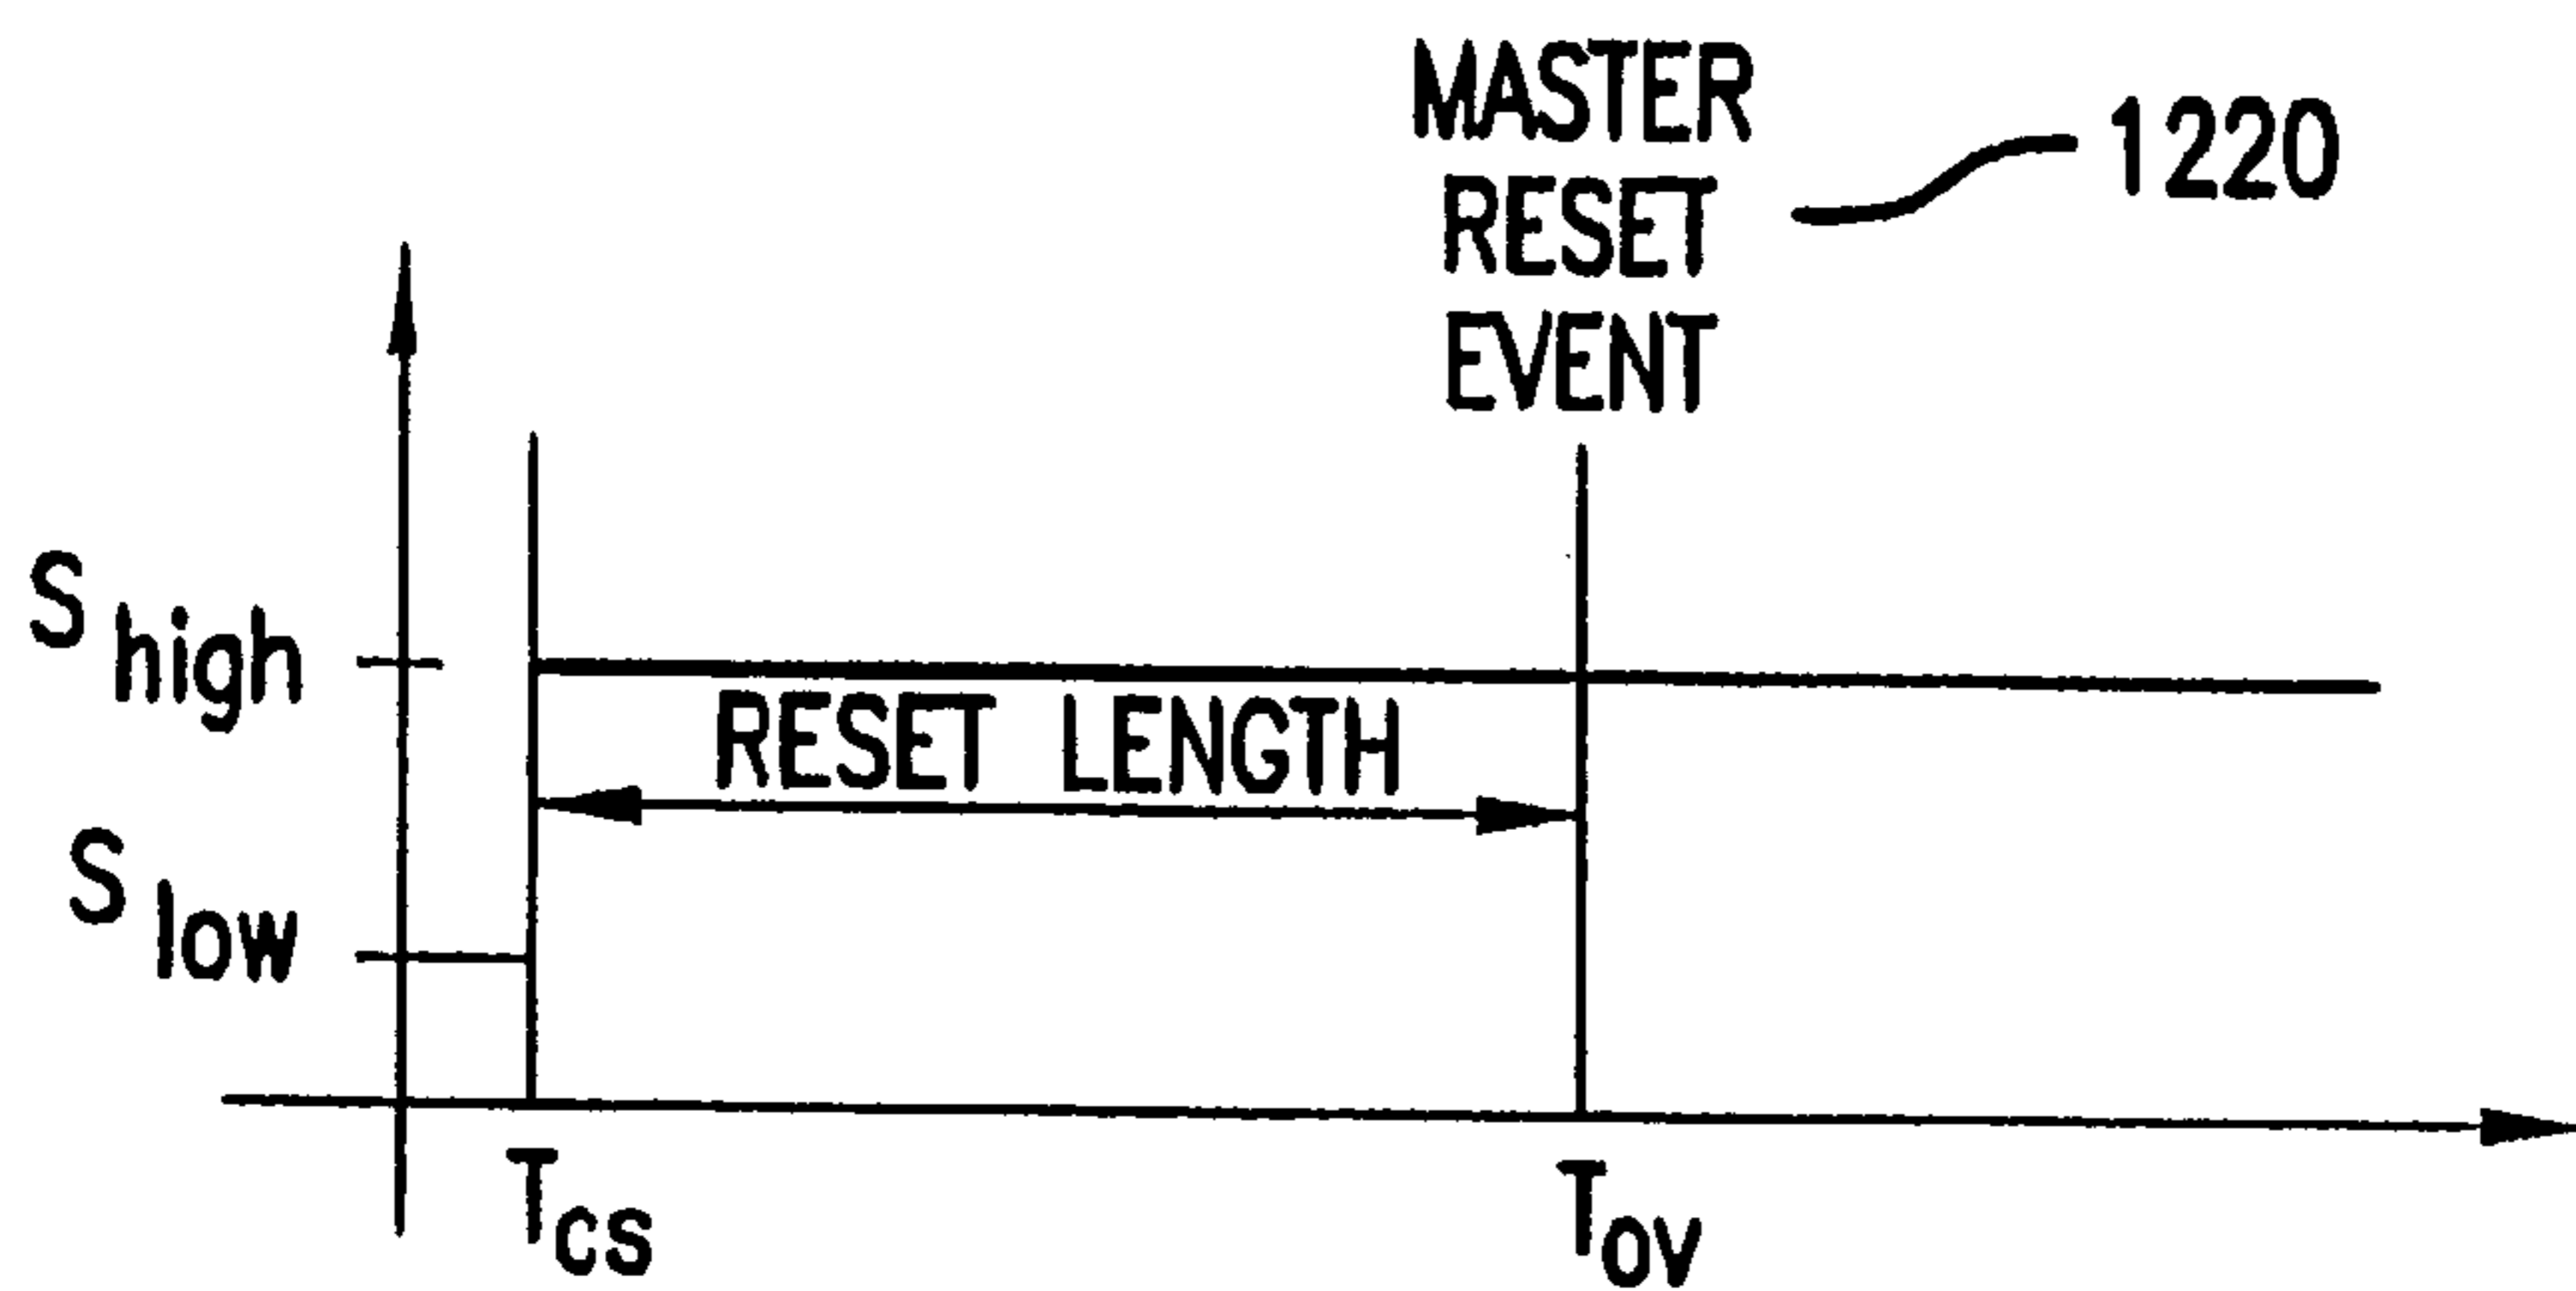 MASTER
RESET
EVENT
1220
S high
RESET LENGTH
S low
Tcs
Tov